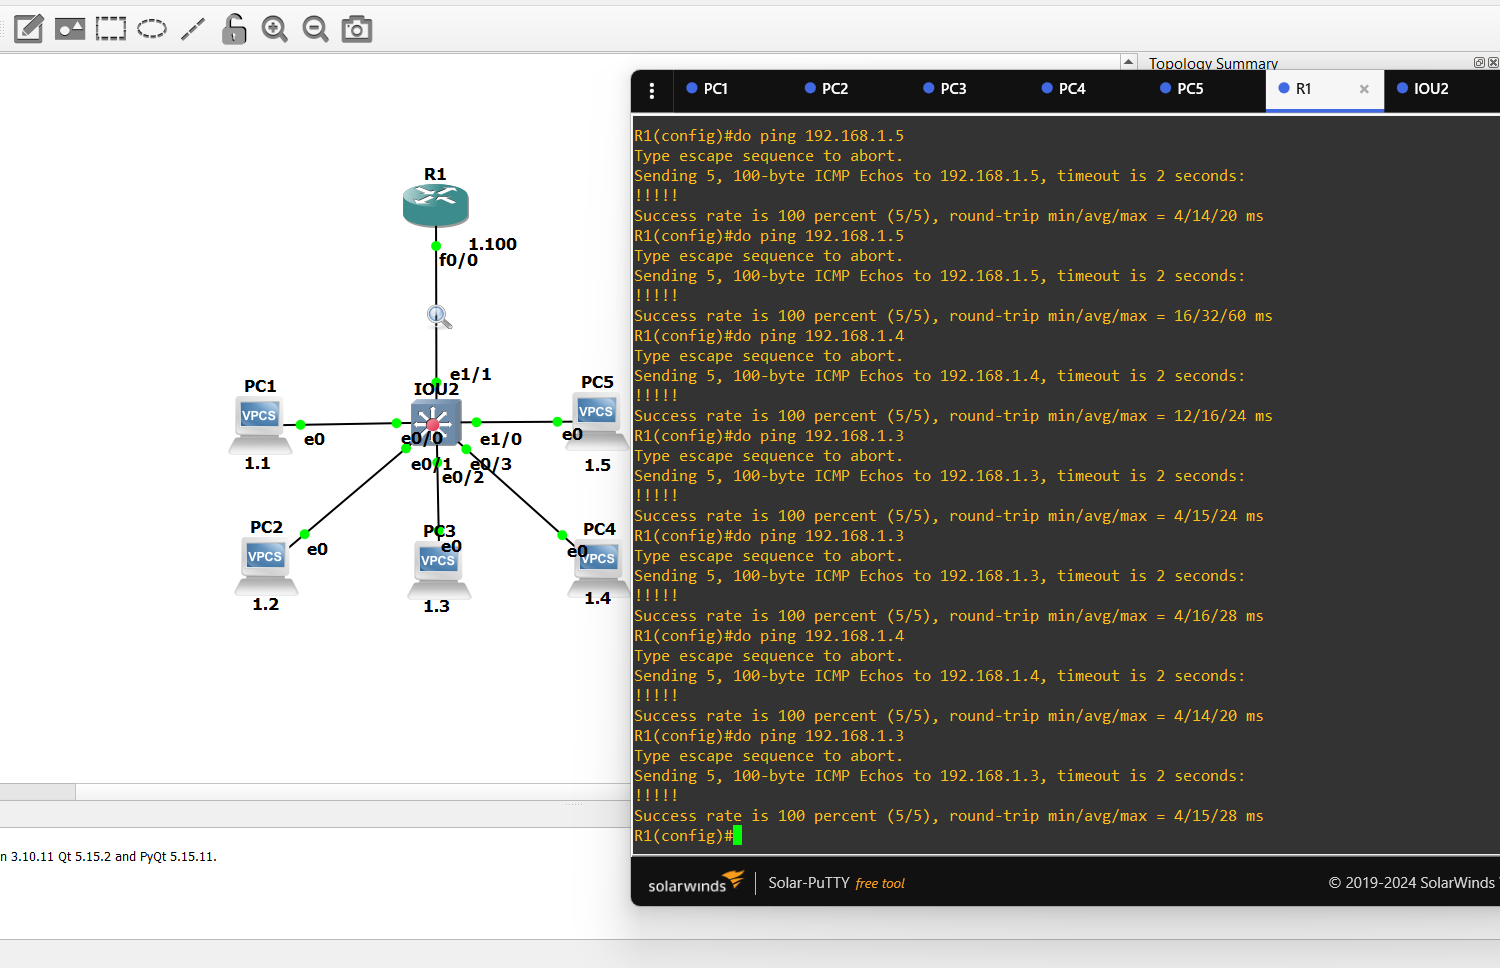 Topology Summary
PC1
PC2
PC3
PC4
PC5
R1
IOU2
R1(config)#do ping 192.168.1.5
Type escape sequence to abort.
Sending 5, 100-byte ICMP Echos to 192.168.1.5, timeout is 2 seconds:
!!!!!
Success rate is 100 percent (5/5), round-trip min/avg/max = 4/14/20 ms
R1(config)#do ping 192.168.1.5
Type escape sequence to abort.
Sending 5, 100-byte ICMP Echos to 192.168.1.5, timeout is 2 seconds:
!!!!!
Success rate is 100 percent (5/5), round-trip min/avg/max = 16/32/60 ms
R1(config)#do ping 192.168.1.4
Type escape sequence to abort.
Sending 5, 100-byte ICMP Echos to 192.168.1.4, timeout is 2 seconds:
!!!!!
Success rate is 100 percent (5/5), round-trip min/avg/max = 12/16/24 ms
R1(config)#do ping 192.168.1.3
Type escape sequence to abort.
Sending 5, 100-byte ICMP Echos to 192.168.1.3, timeout is 2 seconds:
!!!!!
Success rate is 100 percent (5/5), round-trip min/avg/max = 4/15/24 ms
R1(config)#do ping 192.168.1.3
Type escape sequence to abort.
Sending 5, 100-byte ICMP Echos to 192.168.1.3, timeout is 2 seconds:
!!!!!
Success rate is 100 percent (5/5), round-trip min/avg/max = 4/16/28 ms
R1(config)#do ping 192.168.1.4
Type escape sequence to abort.
Sending 5, 100-byte ICMP Echos to 192.168.1.4, timeout is 2 seconds:
!!!!!
Success rate is 100 percent (5/5), round-trip min/avg/max = 4/14/20 ms
R1(config)#do ping 192.168.1.3
Type escape sequence to abort.
Sending 5, 100-byte ICMP Echos to 192.168.1.3, timeout is 2 seconds:
!!!!!
Success rate is 100 percent (5/5), round-trip min/avg/max = 4/15/28 ms
R1(config)#
solarwinds
Solar-PuTTY free tool
© 2019-2024 SolarWinds
R1
1.100
f0/0
e1/1
IOU2
PC1
VPCS
e0
1.1
e0/0
e1/0
PC5
VPCS
e0
1.5
e0/1
e0/3
e0/2
PC2
VPCS
e0
1.2
PC3
e0
VPCS
1.3
PC4
e0
VPCS
1.4
n 3.10.11 Qt 5.15.2 and PyQt 5.15.11.